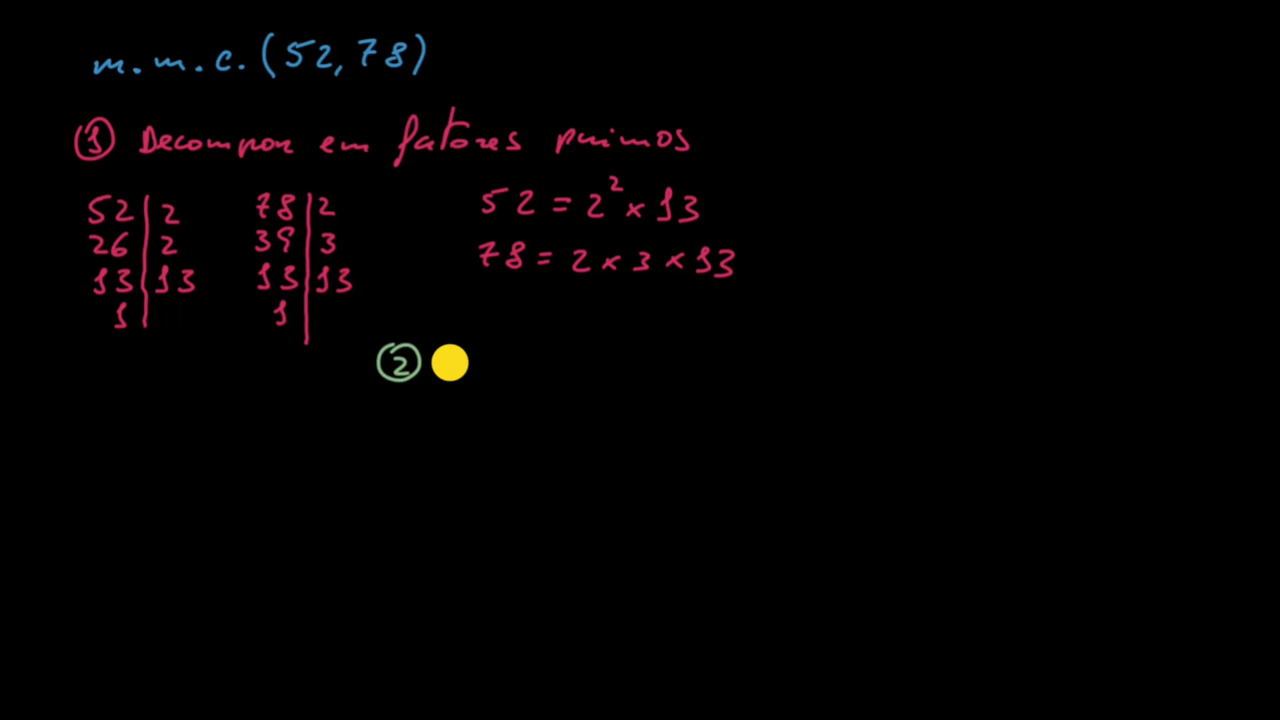 m.m.c.(52,78)
① Decompor em fatores primos
52 | 2
26 | 2
13 | 13
1 |
78 | 2
39 | 3
13 | 13
1 |
52 = 2² × 13
78 = 2 × 3 × 13
②